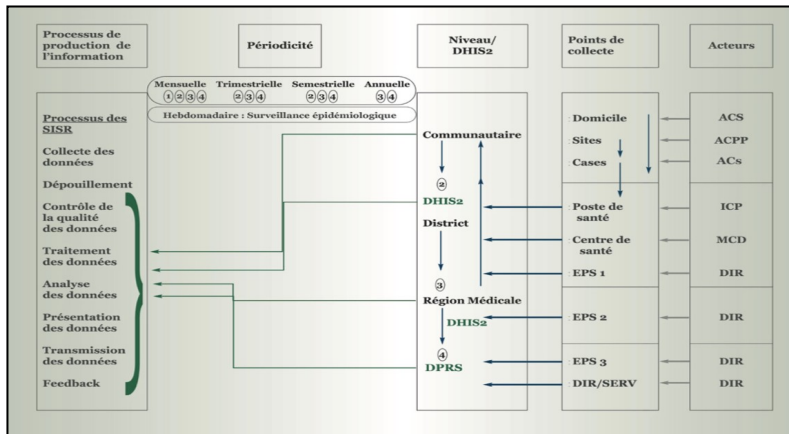 Processus de
production de
l'information
Périodicité
Niveau/
DHIS2
Points de
collecte
Acteurs
Mensuelle Trimestrielle Semestrielle Annuelle
1 2 3 4 2 3 4 2 3 4 3 4
Hebdomadaire : Surveillance épidémiologique
Processus des
SISR
Collecte des
données
Dépouillement
Contrôle de
la qualité
des données
Traitement
des données
Analyse
des données
Présentation
des données
Transmission
des données
Feedback
Communautaire
2
DHIS2
District
3
Région Médicale
DHIS2
4
DPRS
: Domicile
: Sites
: Cases
: Poste de
santé
: Centre de
santé
: EPS 1
: EPS 2
: EPS 3
: DIR/SERV
ACS
ACPP
ACs
ICP
MCD
DIR
DIR
DIR
DIR